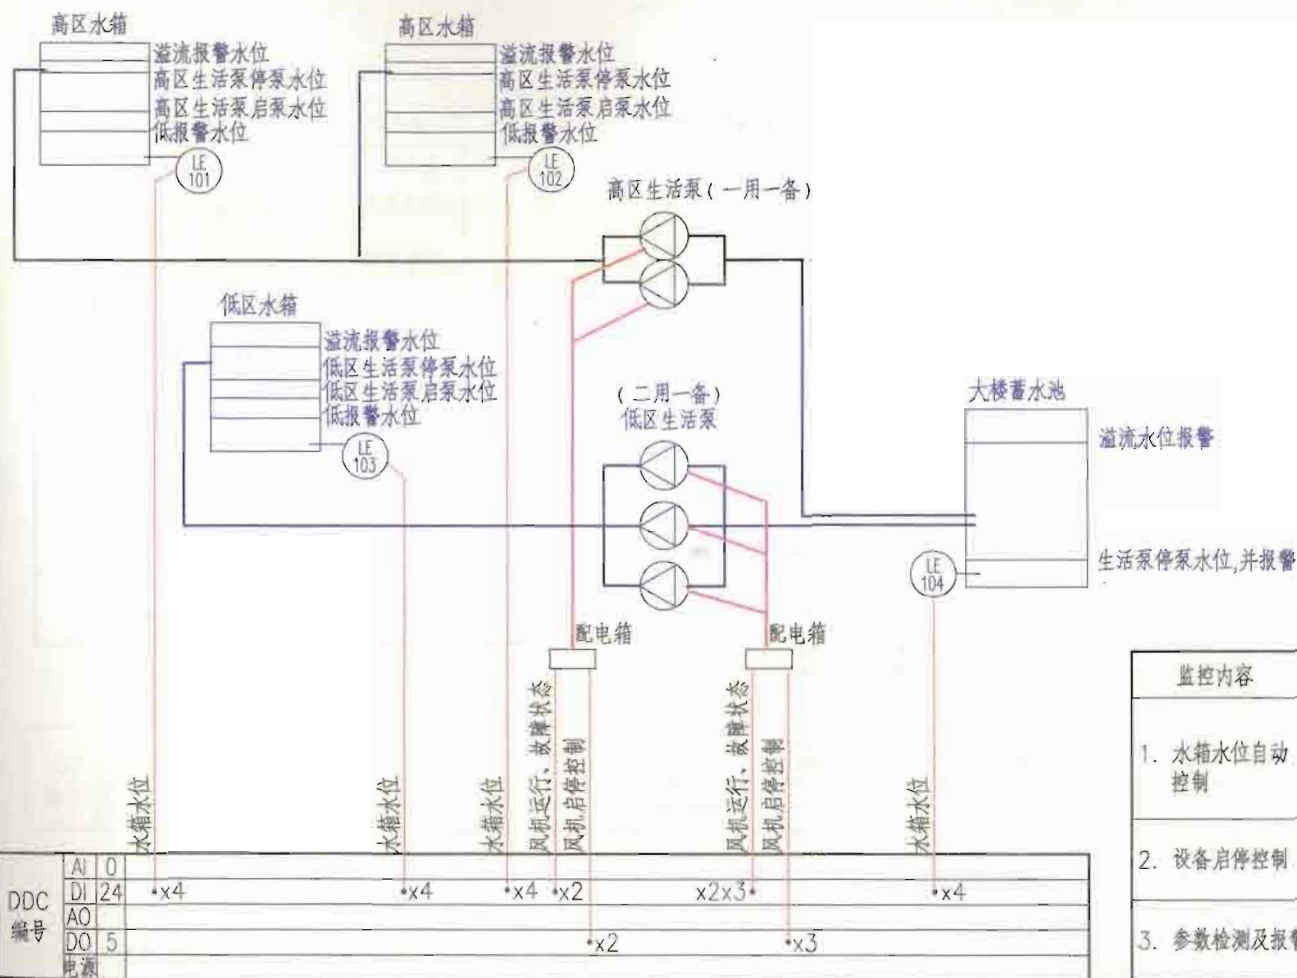 高区水箱
溢流报警水位
高区生活泵停泵水位
高区生活泵启泵水位
低报警水位
LE
101
高区水箱
溢流报警水位
高区生活泵停泵水位
高区生活泵启泵水位
低报警水位
LE
102
高区生活泵(一用一备)
低区水箱
溢流报警水位
低区生活泵停泵水位
低区生活泵启泵水位
低报警水位
LE
103
(二用一备)
低区生活泵
大楼蓄水池
溢流水位报警
生活泵停泵水位,并报警
LE
104
配电箱
配电箱
水箱水位
水箱水位
水箱水位
风机运行、故障状态
风机启停控制
风机运行、故障状态
风机启停控制
水箱水位
监控内容
1. 水箱水位自动
控制
2. 设备启停控制
3. 参数检测及报警
DDC
编号
AI 0
DI 24 x4 x4 x4 x2 x2x3 x4
AO
DO 5 x2 x3
电源